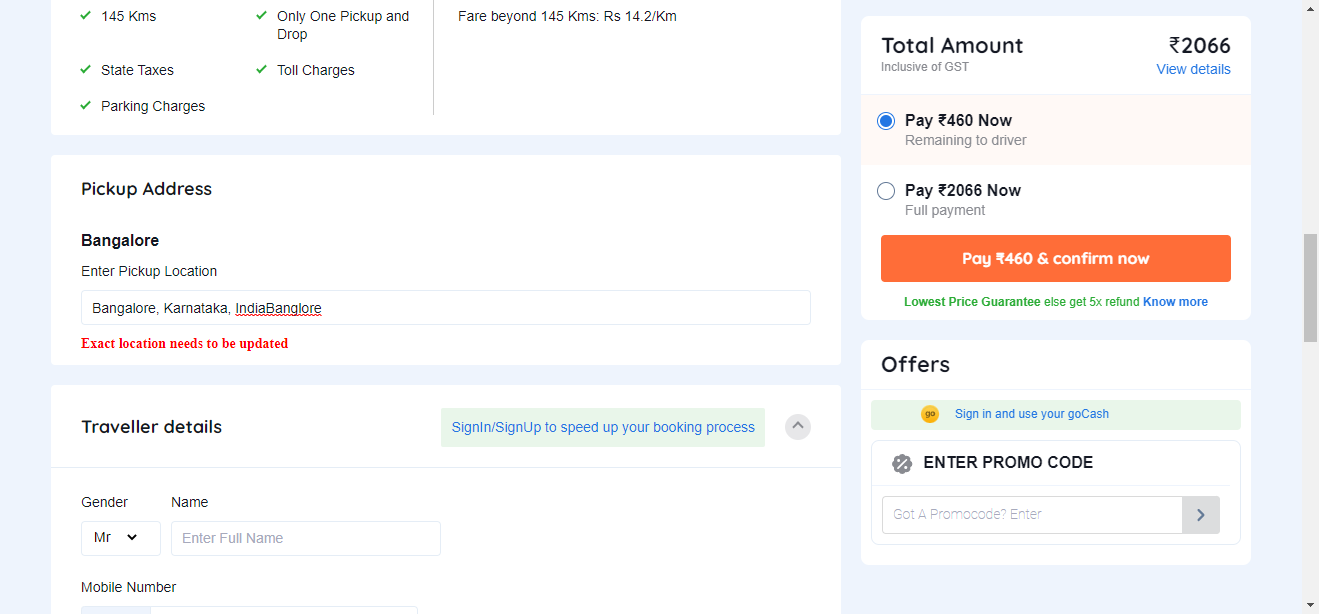 145 Kms
Only One Pickup and
Drop
State Taxes
Toll Charges
Parking Charges
Fare beyond 145 Kms: Rs 14.2/Km
Pickup Address
Bangalore
Enter Pickup Location
Bangalore, Karnataka, IndiaBanglore
Exact location needs to be updated
Traveller details
SignIn/SignUp to speed up your booking process
Gender
Name
Mr
Enter Full Name
Mobile Number
Total Amount
₹2066
Inclusive of GST
View details
Pay ₹460 Now
Remaining to driver
Pay ₹2066 Now
Full payment
Pay ₹460 & confirm now
Lowest Price Guarantee else get 5x refund Know more
Offers
go
Sign in and use your goCash
ENTER PROMO CODE
Got A Promocode? Enter